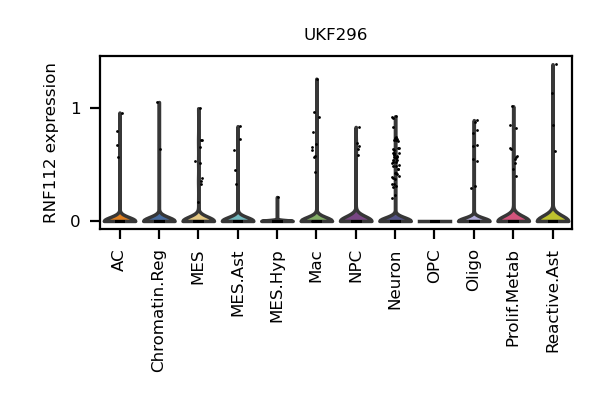 UKF296
RNF112 expression
1
0
AC
Chromatin.Reg
MES
MES.Ast
MES.Hyp
Mac
NPC
Neuron
OPC
Oligo
Prolif.Metab
Reactive.Ast